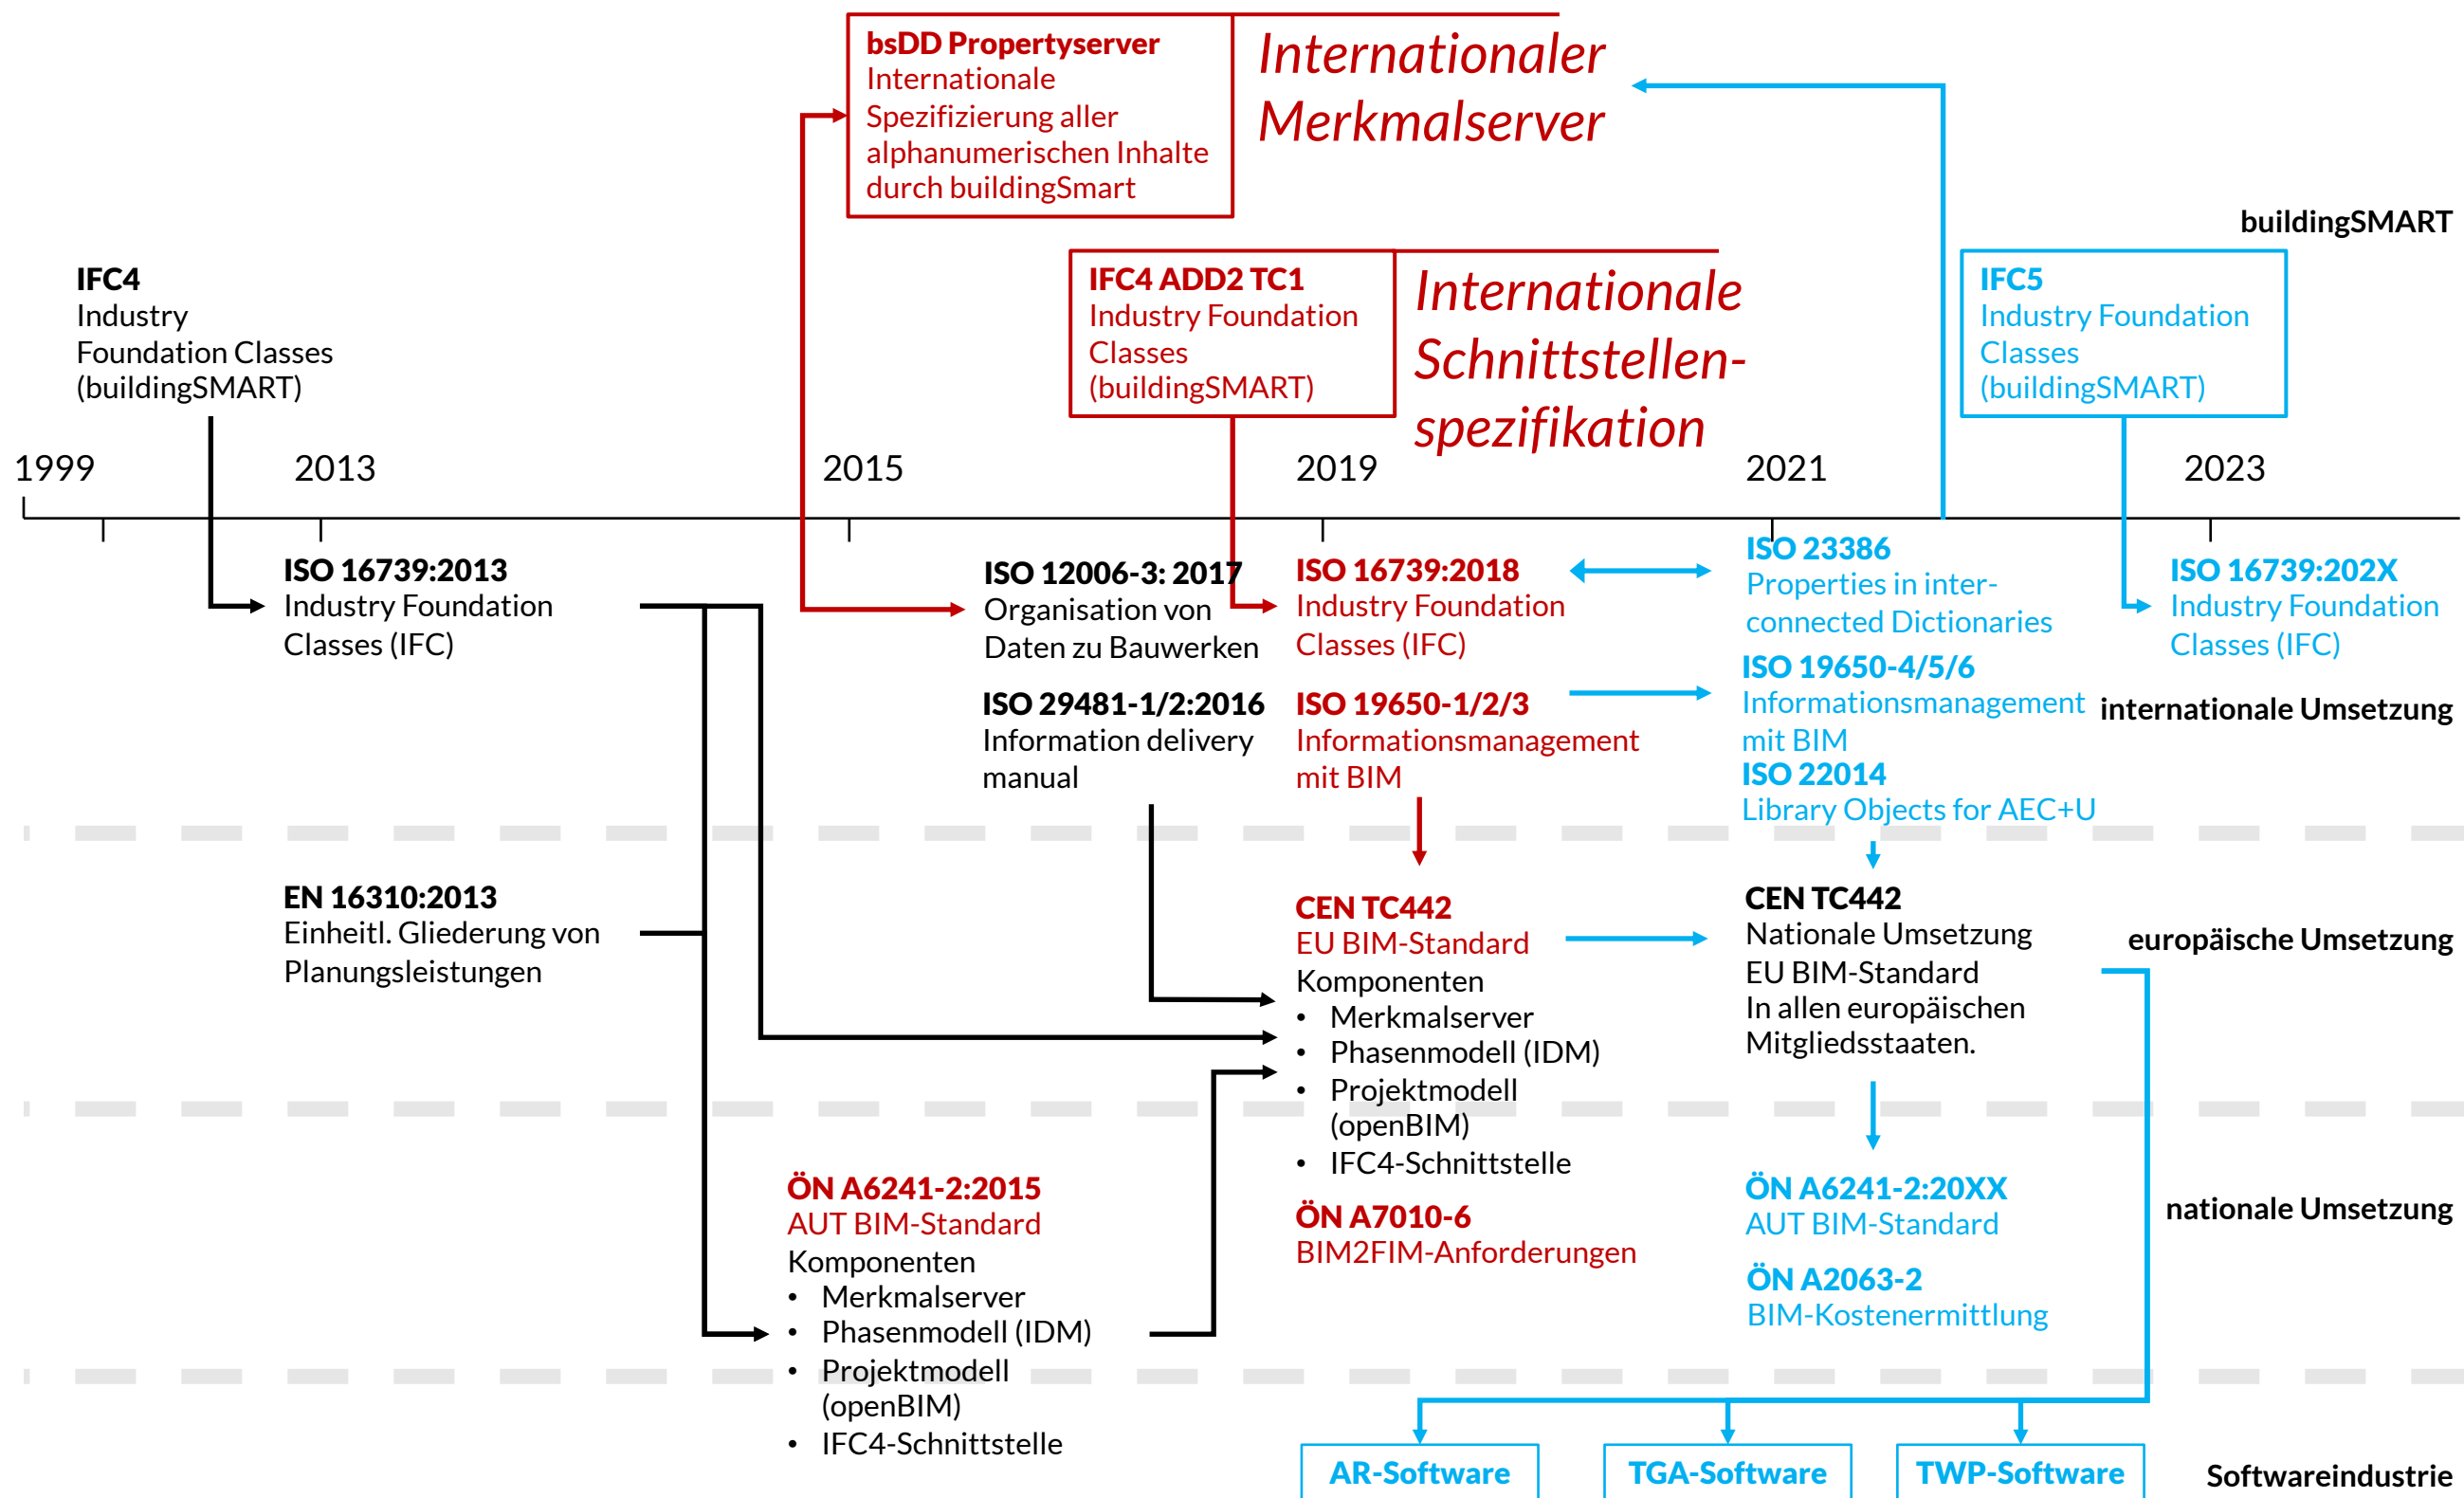 bsDD Propertyserver
Internationale
Spezifizierung aller
alphanumerischen Inhalte
durch buildingSmart
Internationaler
Merkmalserver
buildingSMART
IFC4
Industry
Foundation Classes
(buildingSMART)
IFC4 ADD2 TC1
Industry Foundation
Classes
(buildingSMART)
Internationale
Schnittstellen-
spezifikation
IFC5
Industry Foundation
Classes
(buildingSMART)
1999
2013
2015
2019
2021
2023
ISO 16739:2013
Industry Foundation
Classes (IFC)
ISO 12006-3: 2017
Organisation von
Daten zu Bauwerken
ISO 29481-1/2:2016
Information delivery
manual
ISO 16739:2018
Industry Foundation
Classes (IFC)
ISO 19650-1/2/3
Informationsmanagement
mit BIM
ISO 23386
Properties in inter-
connected Dictionaries
ISO 19650-4/5/6
Informationsmanagement
mit BIM
ISO 22014
Library Objects for AEC+U
ISO 16739:202X
Industry Foundation
Classes (IFC)
internationale Umsetzung
EN 16310:2013
Einheitl. Gliederung von
Planungsleistungen
CEN TC442
EU BIM-Standard
Komponenten
• Merkmalserver
• Phasenmodell (IDM)
• Projektmodell
(openBIM)
• IFC4-Schnittstelle
CEN TC442
Nationale Umsetzung
EU BIM-Standard
In allen europäischen
Mitgliedsstaaten.
europäische Umsetzung
ÖN A6241-2:2015
AUT BIM-Standard
Komponenten
• Merkmalserver
• Phasenmodell (IDM)
• Projektmodell
(openBIM)
• IFC4-Schnittstelle
ÖN A7010-6
BIM2FIM-Anforderungen
ÖN A6241-2:20XX
AUT BIM-Standard
ÖN A2063-2
BIM-Kostenermittlung
nationale Umsetzung
AR-Software
TGA-Software
TWP-Software
Softwareindustrie